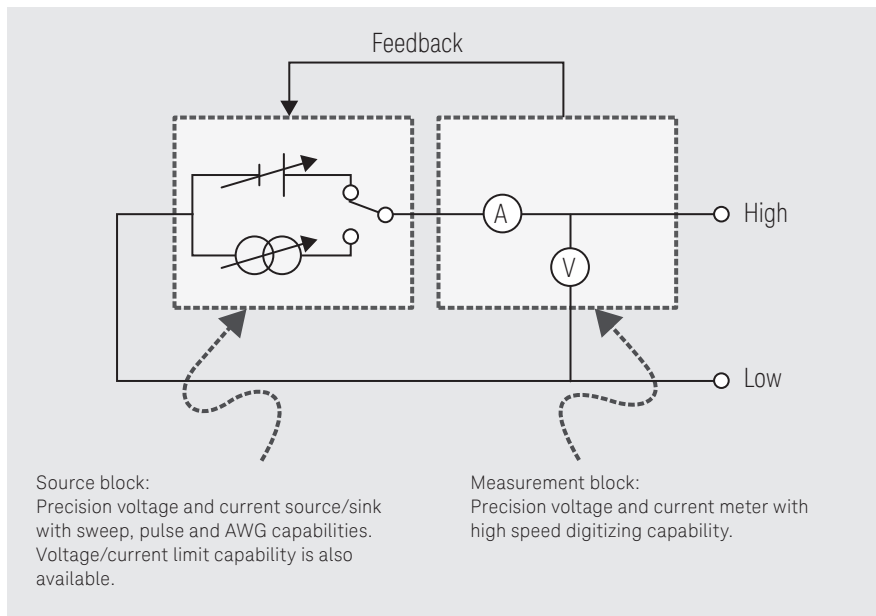 Feedback
A
High
V
Low
Source block:
Precision voltage and current source/sink
with sweep, pulse and AWG capabilities.
Voltage/current limit capability is also
available.
Measurement block:
Precision voltage and current meter with
high speed digitizing capability.